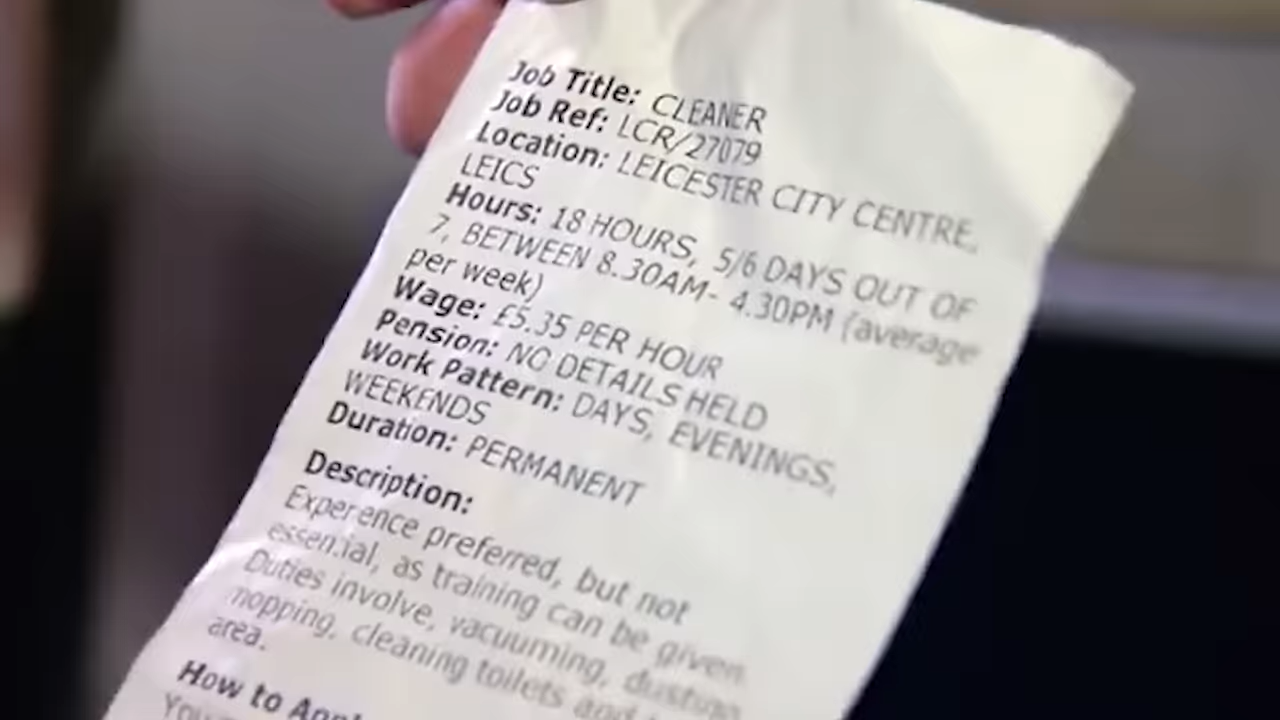 Job Title: CLEANER
Job Ref: LCR/27079
Location: LEICESTER CITY CENTRE,
LEICS
Hours: 18 HOURS, 5/6 DAYS OUT OF
7, BETWEEN 8.30AM- 4.30PM (average
per week)
Wage: £5.35 PER HOUR
Pension: NO DETAILS HELD
Work Pattern: DAYS, EVENINGS,
WEEKENDS
Duration: PERMANENT
Description:
Experience preferred, but not
essential, as training can be given.
Duties involve, vacuuming, dusting
mopping, cleaning toilets and
area.
How to